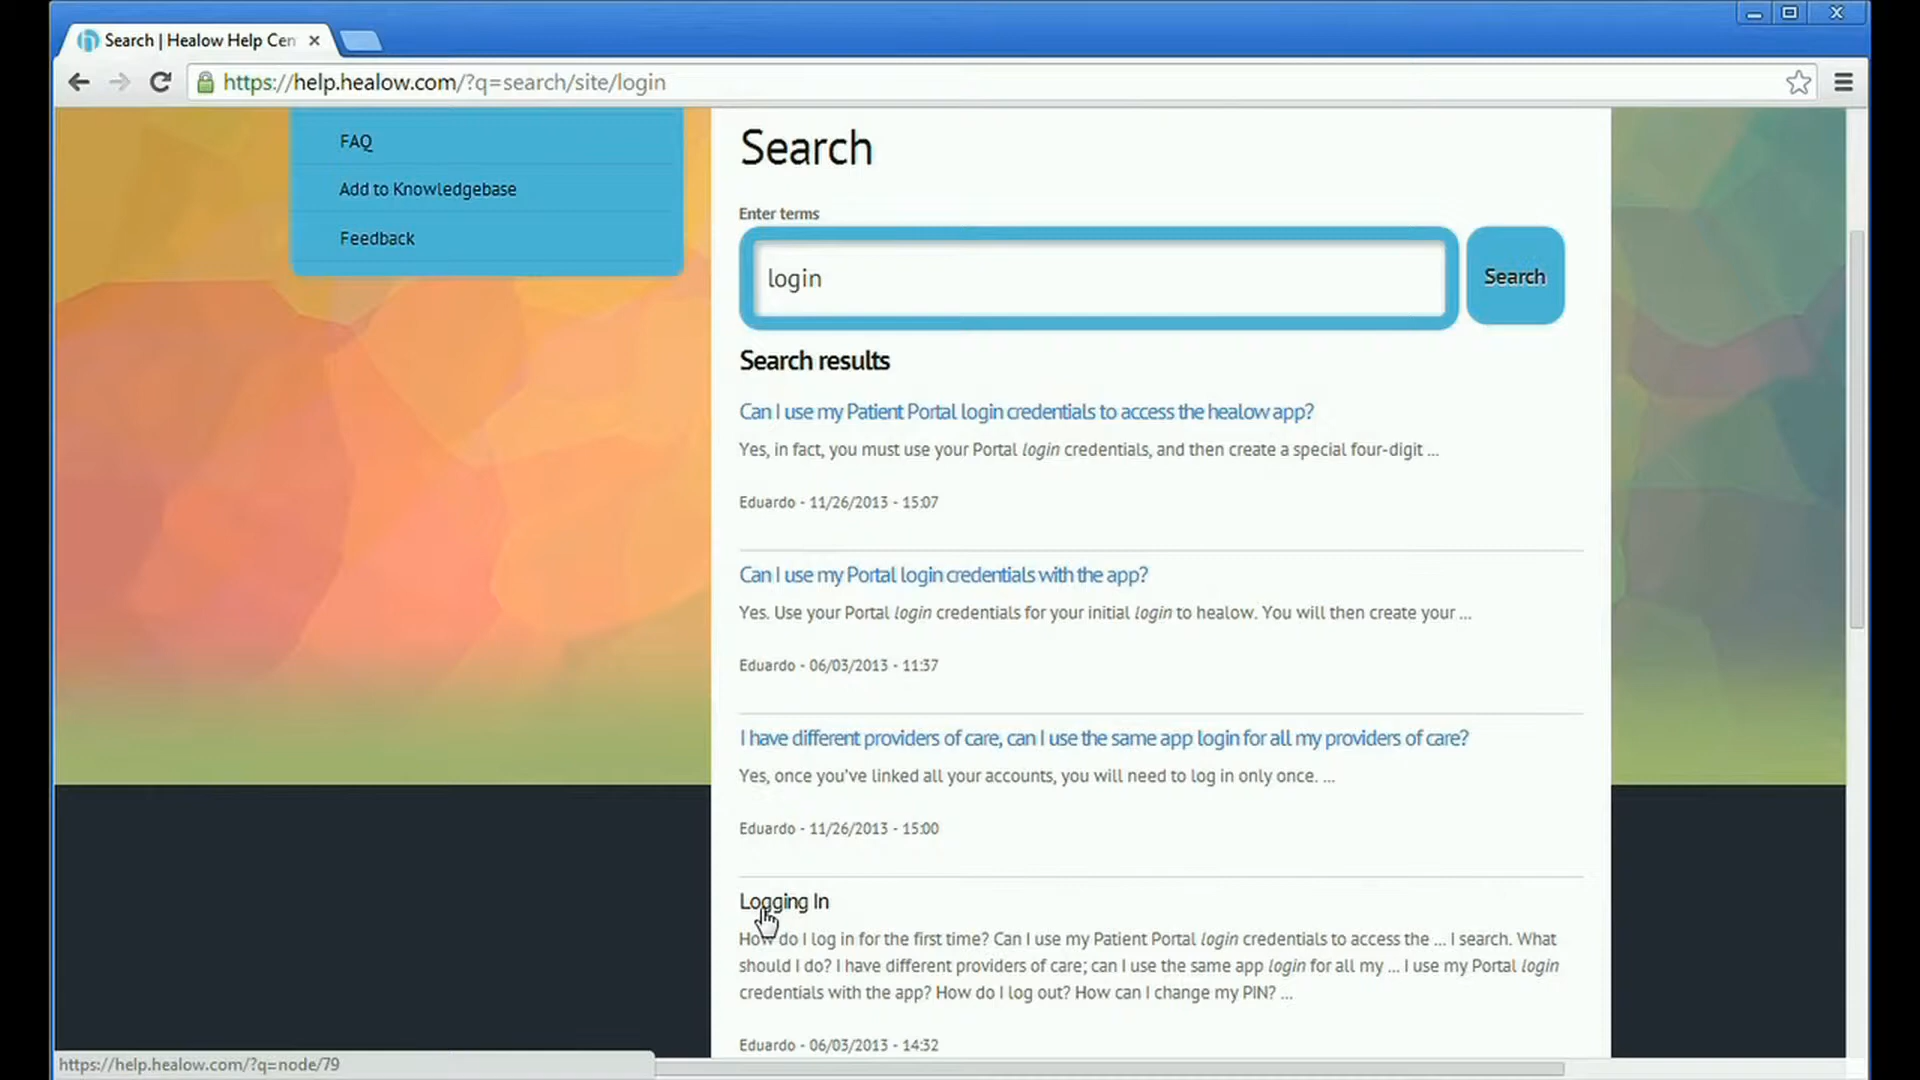 Search | Healow Help Cen
https://help.healow.com/?q=search/site/login
FAQ
Add to Knowledgebase
Feedback
Search
Enter terms
login
Search
Search results
Can I use my Patient Portal login credentials to access the healow app?
Yes, in fact, you must use your Portal login credentials, and then create a special four-digit ...
Eduardo - 11/26/2013 - 15:07
Can I use my Portal login credentials with the app?
Yes. Use your Portal login credentials for your initial login to healow. You will then create your ...
Eduardo - 06/03/2013 - 11:37
I have different providers of care, can I use the same app login for all my providers of care?
Yes, once you've linked all your accounts, you will need to log in only once. ...
Eduardo - 11/26/2013 - 15:00
Logging In
How do I log in for the first time? Can I use my Patient Portal login credentials to access the ... I search. What
should I do? I have different providers of care; can I use the same app login for all my ... I use my Portal login
credentials with the app? How do I log out? How can I change my PIN? ...
Eduardo - 06/03/2013 - 14:32
https://help.healow.com/?q=node/79